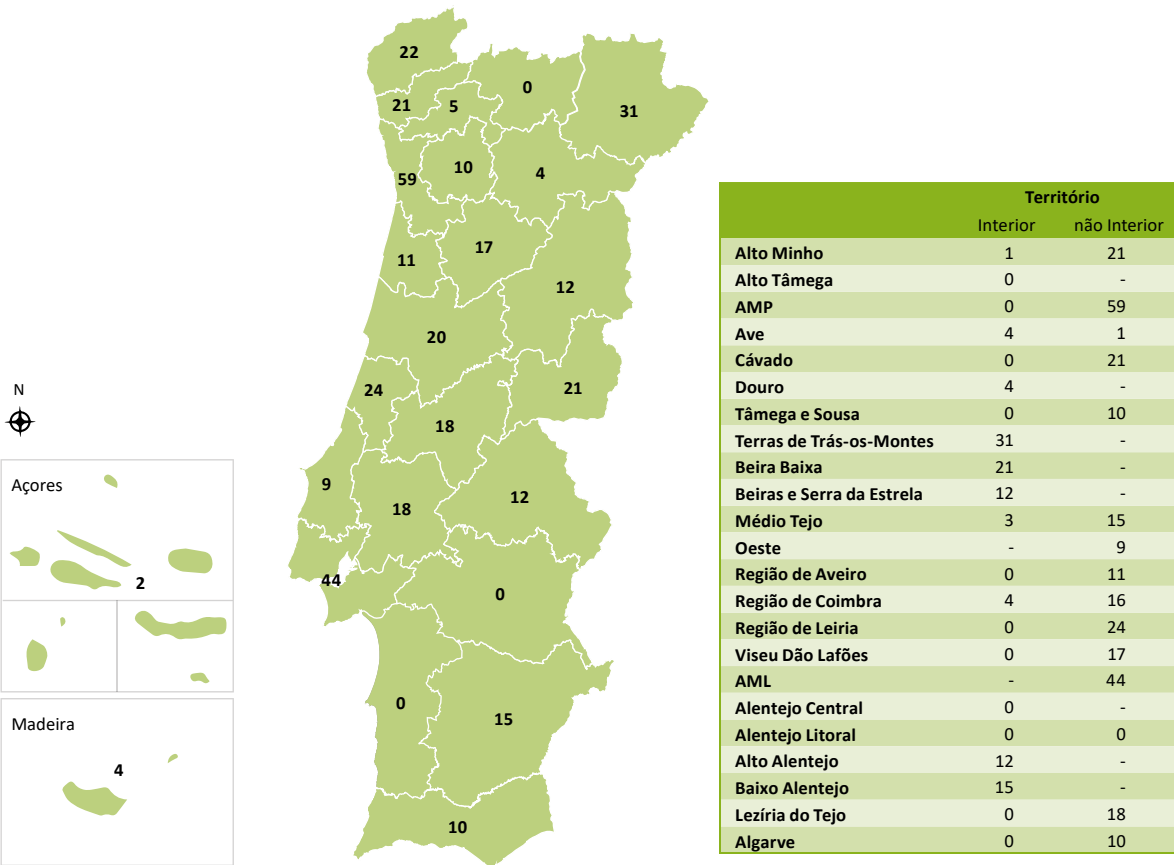 22
0
21
5
31
10
4
59
17
11
12
20
21
24
18
9
12
18
44
0
0
15
10
N
Açores
2
Madeira
4
Território
Interior não Interior
Alto Minho 1 21
Alto Tâmega 0 -
AMP 0 59
Ave 4 1
Cávado 0 21
Douro 4 -
Tâmega e Sousa 0 10
Terras de Trás-os-Montes 31 -
Beira Baixa 21 -
Beiras e Serra da Estrela 12 -
Médio Tejo 3 15
Oeste - 9
Região de Aveiro 0 11
Região de Coimbra 4 16
Região de Leiria 0 24
Viseu Dão Lafões 0 17
AML - 44
Alentejo Central 0 -
Alentejo Litoral 0 0
Alto Alentejo 12 -
Baixo Alentejo 15 -
Lezíria do Tejo 0 18
Algarve 0 10